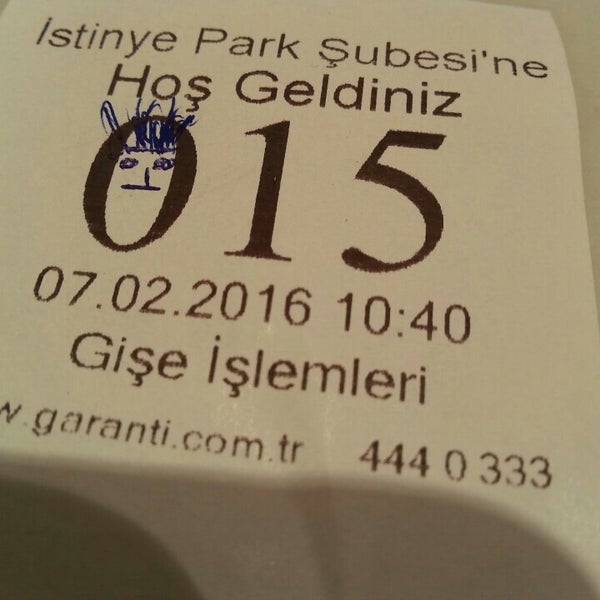 İstinye Park Şubesi'ne
Hoş Geldiniz
015
07.02.2016 10:40
Gişe İşlemleri
w.garanti.com.tr 444 0 333